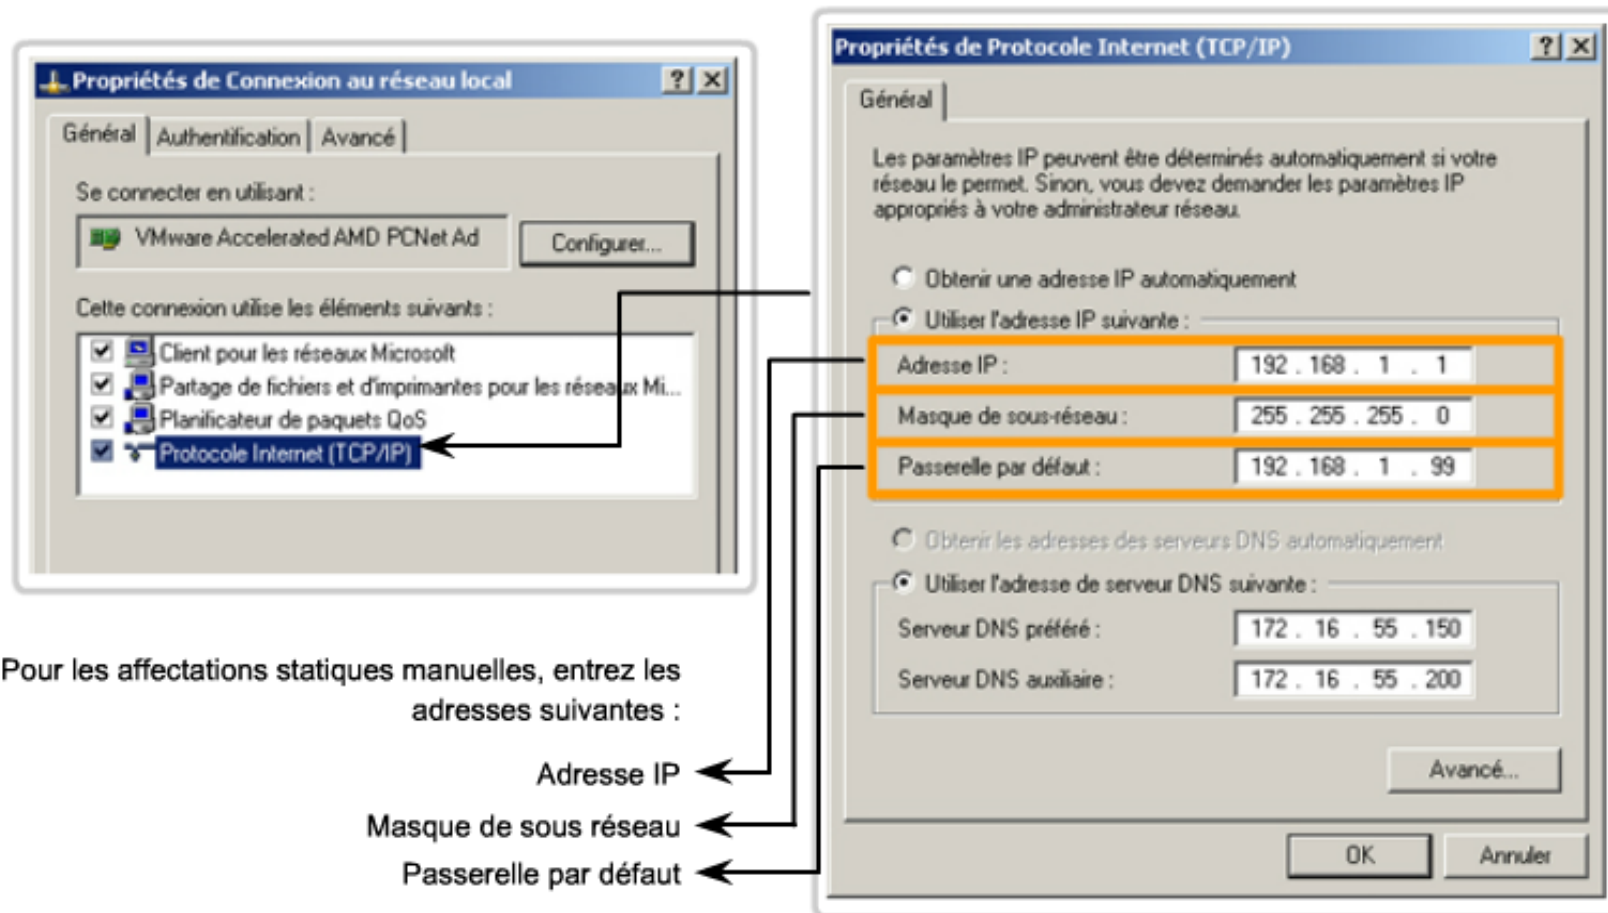 Propriétés de Connexion au réseau local
Général Authentification Avancé
Se connecter en utilisant :
VMware Accelerated AMD PCNet Ad
Configurer...
Cette connexion utilise les éléments suivants :
Client pour les réseaux Microsoft
Partage de fichiers et d'imprimantes pour les réseaux Mi...
Planificateur de paquets QoS
Protocole Internet (TCP/IP)
Pour les affectations statiques manuelles, entrez les
adresses suivantes :
Adresse IP
Masque de sous réseau
Passerelle par défaut
Propriétés de Protocole Internet (TCP/IP)
Général
Les paramètres IP peuvent être déterminés automatiquement si votre
réseau le permet. Sinon, vous devez demander les paramètres IP
appropriés à votre administrateur réseau.
Obtenir une adresse IP automatiquement
Utiliser l'adresse IP suivante :
Adresse IP : 192 . 168 . 1 . 1
Masque de sous-réseau : 255 . 255 . 255 . 0
Passerelle par défaut : 192 . 168 . 1 . 99
Obtenir les adresses des serveurs DNS automatiquement
Utiliser l'adresse de serveur DNS suivante :
Serveur DNS préféré : 172 . 16 . 55 . 150
Serveur DNS auxiliaire : 172 . 16 . 55 . 200
Avancé...
OK Annuler